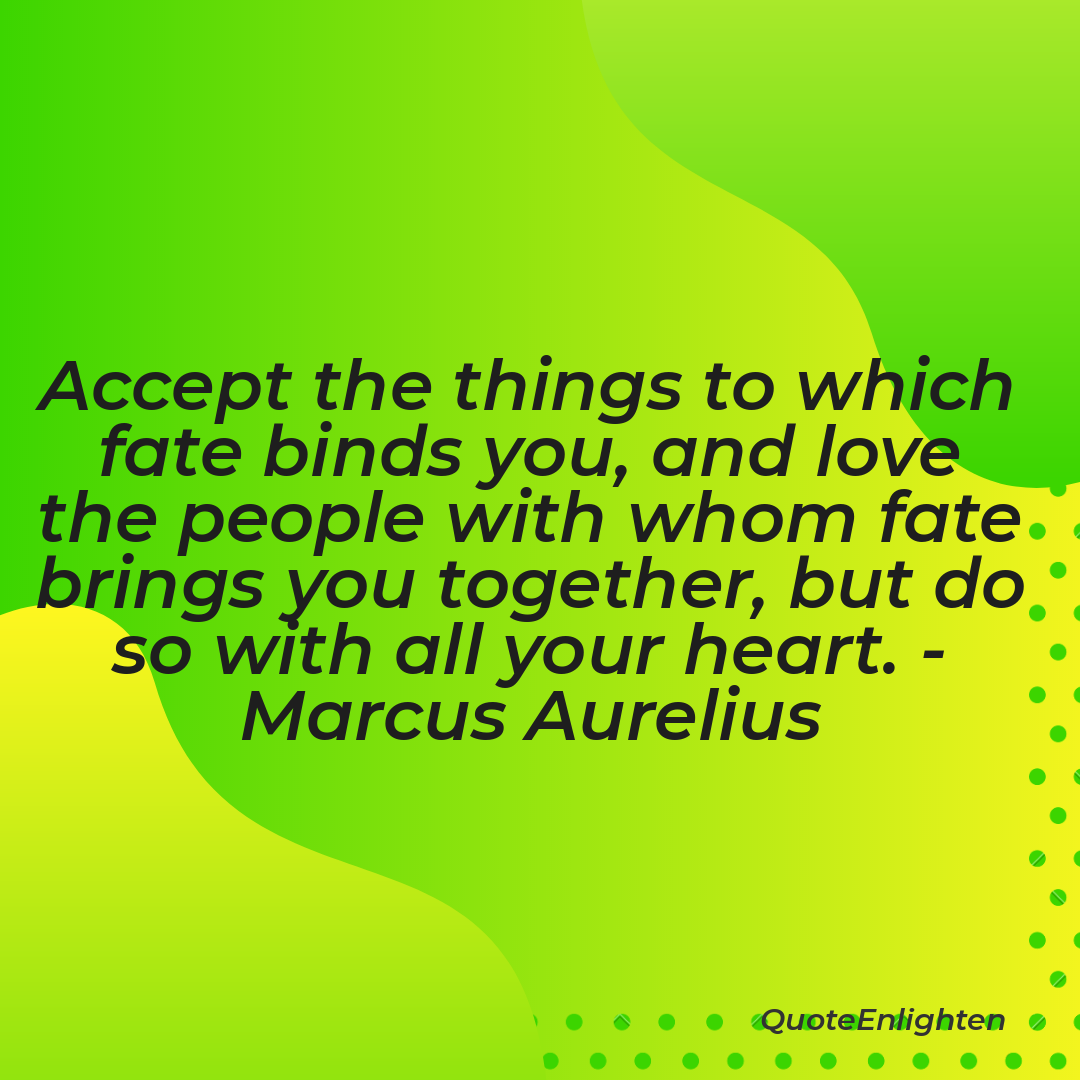 Accept the things to which
fate binds you, and love
the people with whom fate
brings you together, but do
so with all your heart. -
Marcus Aurelius
QuoteEnlighten